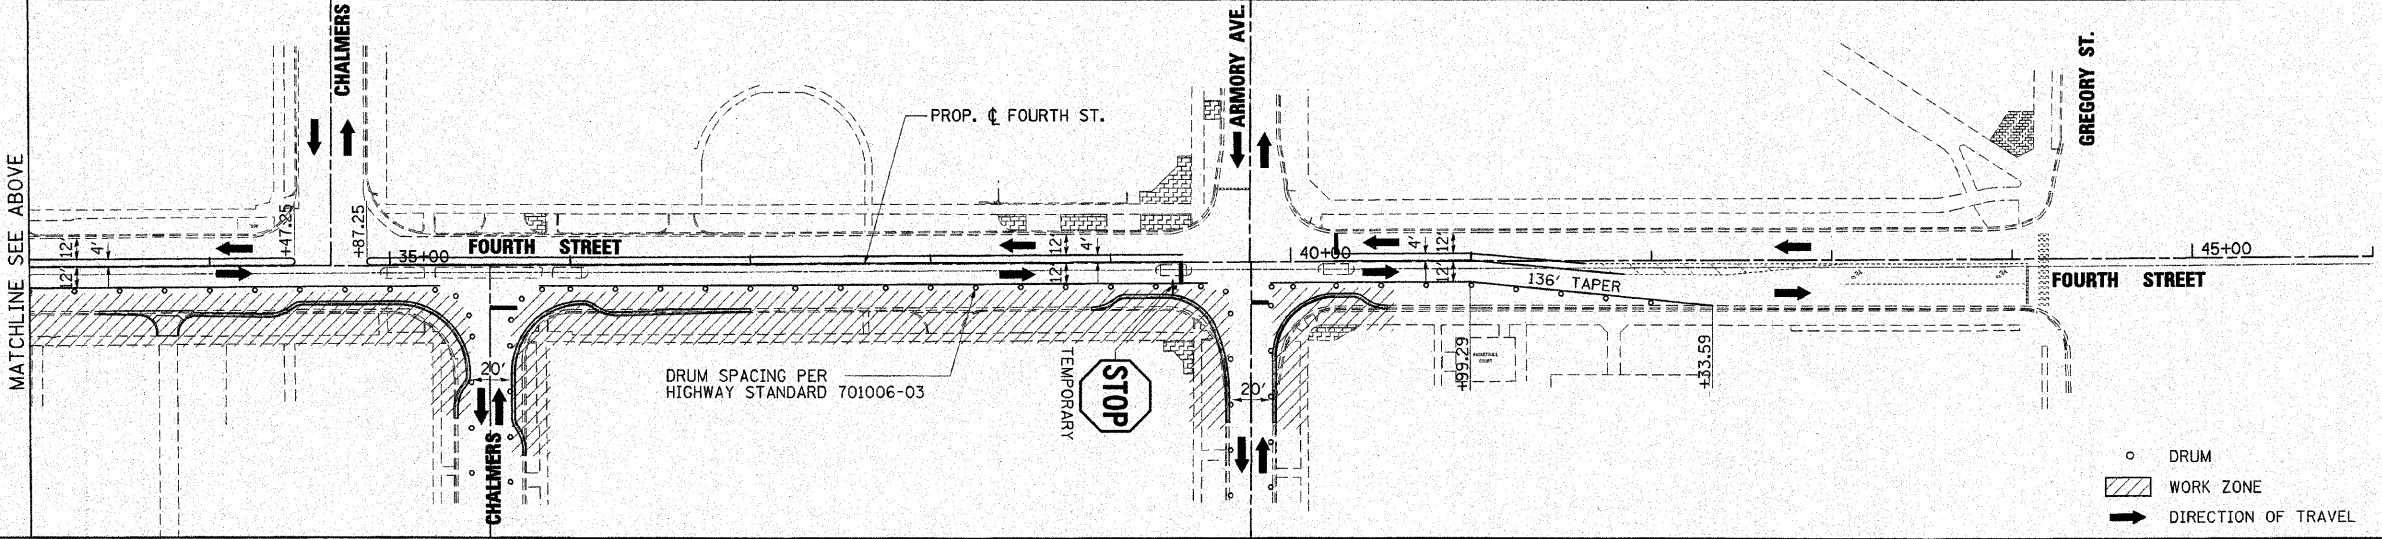 CHALMERS
ARMORY AVE.
GREGORY ST.
PROP. ℄ FOURTH ST.
MATCHLINE SEE ABOVE
+47.25
+87.25
12'
4'
12'
35+00
FOURTH STREET
12'
4'
12'
40+00
4'
12'
12'
45+00
FOURTH STREET
136' TAPER
+99.29
+33.59
BASKETBALL
COURT
DRUM SPACING PER
HIGHWAY STANDARD 701006-03
TEMPORARY
STOP
20'
20'
CHALMERS
DRUM
WORK ZONE
DIRECTION OF TRAVEL